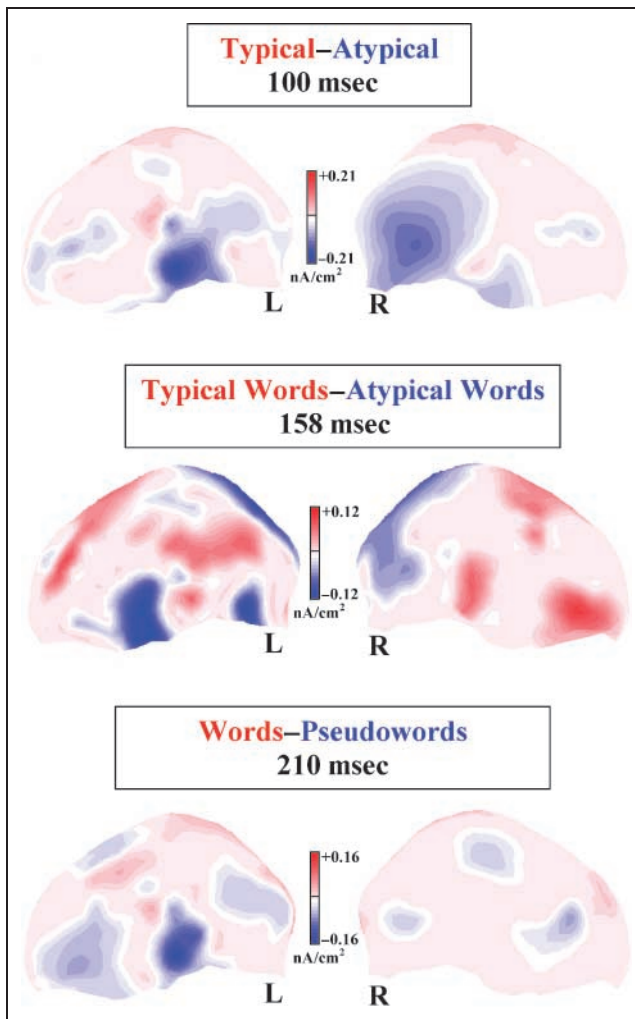 Typical–Atypical
100 msec
+0.21
−0.21
nA/cm²
L R
Typical Words–Atypical Words
158 msec
+0.12
−0.12
nA/cm²
L R
Words–Pseudowords
210 msec
+0.16
−0.16
nA/cm²
L R